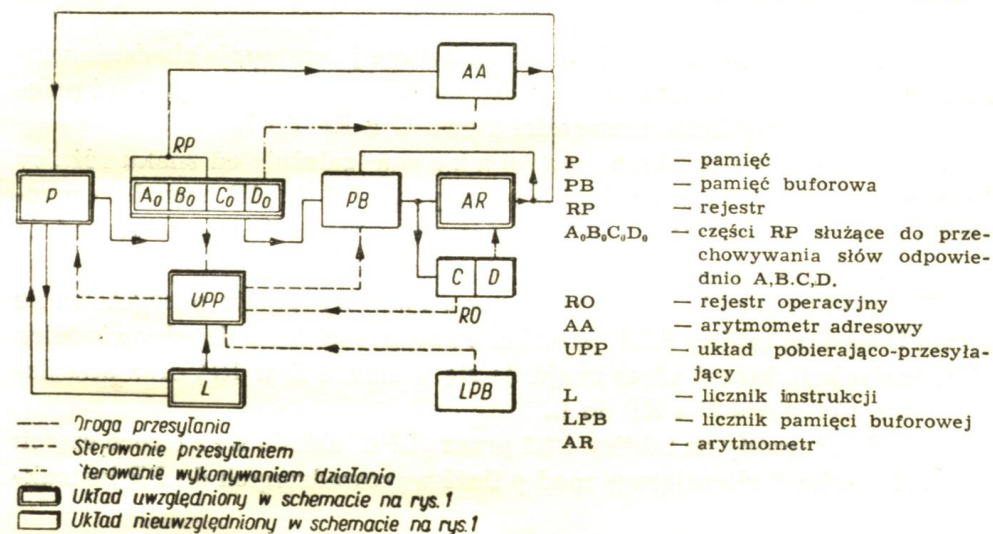 AA
RP
P
A₀ B₀ C₀ D₀
PB
AR
C D
UPP
RO
L
LPB
Droga przesyłania
Sterowanie przesyłaniem
terowanie wykonywaniem działania
Układ uwzględniony w schemacie na rys.1
Układ nieuwzględniony w schemacie na rys.1
P — pamięć
PB — pamięć buforowa
RP — rejestr
A₀B₀C₀D₀ — części RP służące do prze-
chowywania słów odpowie-
dnio A,B.C,D.
RO — rejestr operacyjny
AA — arytmometr adresowy
UPP — układ pobierająco-przesyła-
jący
L — licznik instrukcji
LPB — licznik pamięci buforowej
AR — arytmometr